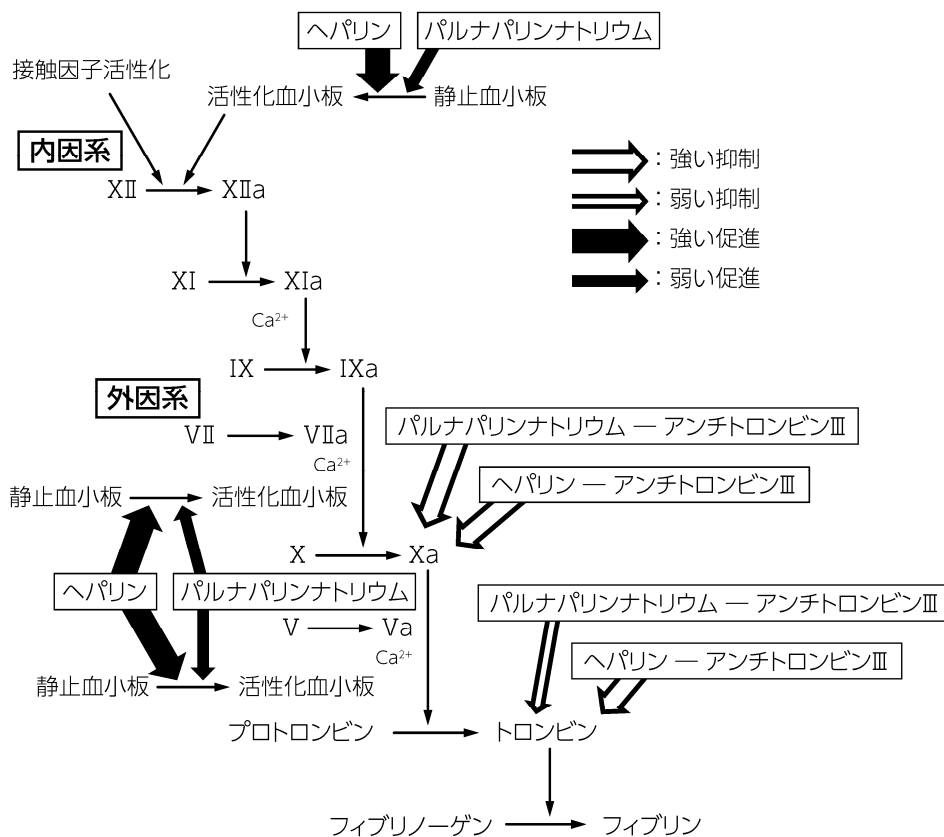 ヘパリン
パルナパリンナトリウム
接触因子活性化
活性化血小板
静止血小板
内因系
：強い抑制
：弱い抑制
：強い促進
：弱い促進
XII
XIIa
XI
XIa
Ca²⁺
IX
IXa
外因系
VII
VIIa
Ca²⁺
パルナパリンナトリウム ― アンチトロンビンⅢ
ヘパリン ― アンチトロンビンⅢ
静止血小板
活性化血小板
X
Xa
ヘパリン
パルナパリンナトリウム
パルナパリンナトリウム ― アンチトロンビンⅢ
V
Va
Ca²⁺
ヘパリン ― アンチトロンビンⅢ
静止血小板
活性化血小板
プロトロンビン
トロンビン
フィブリノーゲン
フィブリン